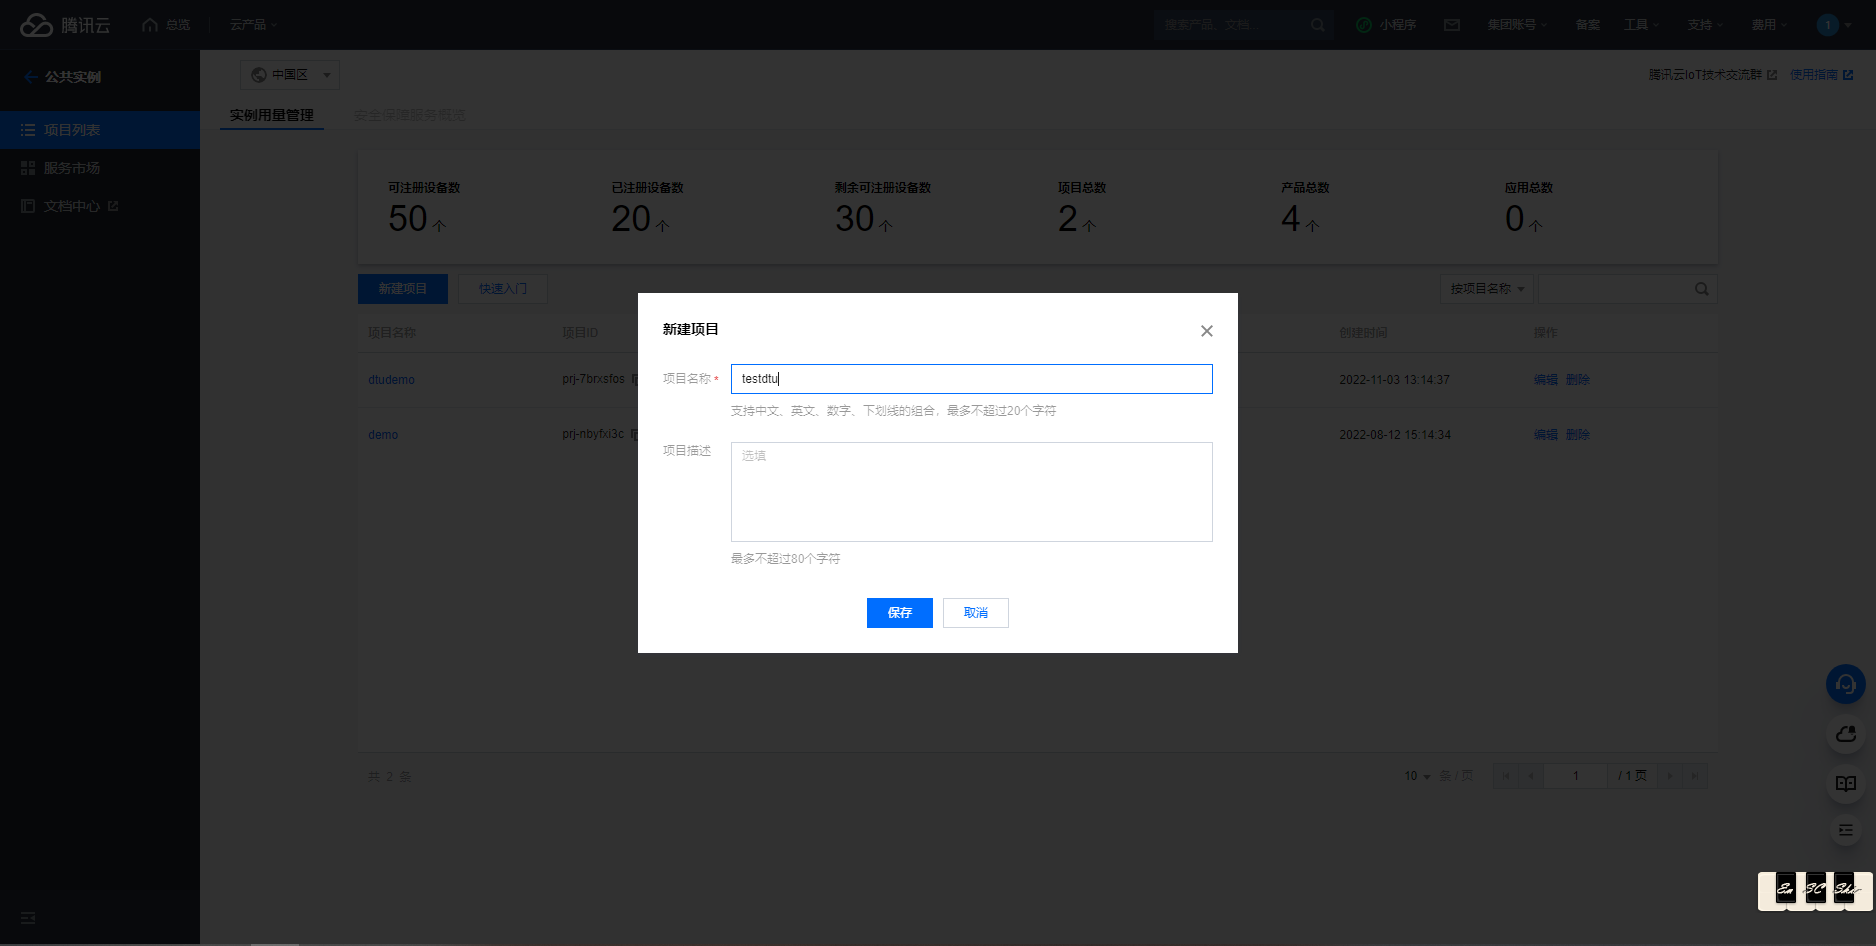 腾讯云 总览 云产品 搜索产品、文档... 小程序 集团账号 备案 工具 支持 费用 1
公共实例
中国区
腾讯云IoT技术交流群 使用指南
实例用量管理 安全保障服务概览
项目列表
服务市场
文档中心
可注册设备数 已注册设备数 剩余可注册设备数 项目总数 产品总数 应用总数
50 个 20 个 30 个 2 个 4 个 0 个
新建项目 快速入门 按项目名称
项目名称 项目ID 创建时间 操作
dtudemo prj-7brxsfos 2022-11-03 13:14:37 编辑 删除
demo prj-nbyfxi3c 2022-08-12 15:14:34 编辑 删除
新建项目
项目名称 * testdtu
支持中文、英文、数字、下划线的组合，最多不超过20个字符
项目描述 选填
最多不超过80个字符
保存 取消
共 2 条 10 条 / 页 1 / 1 页
En SC